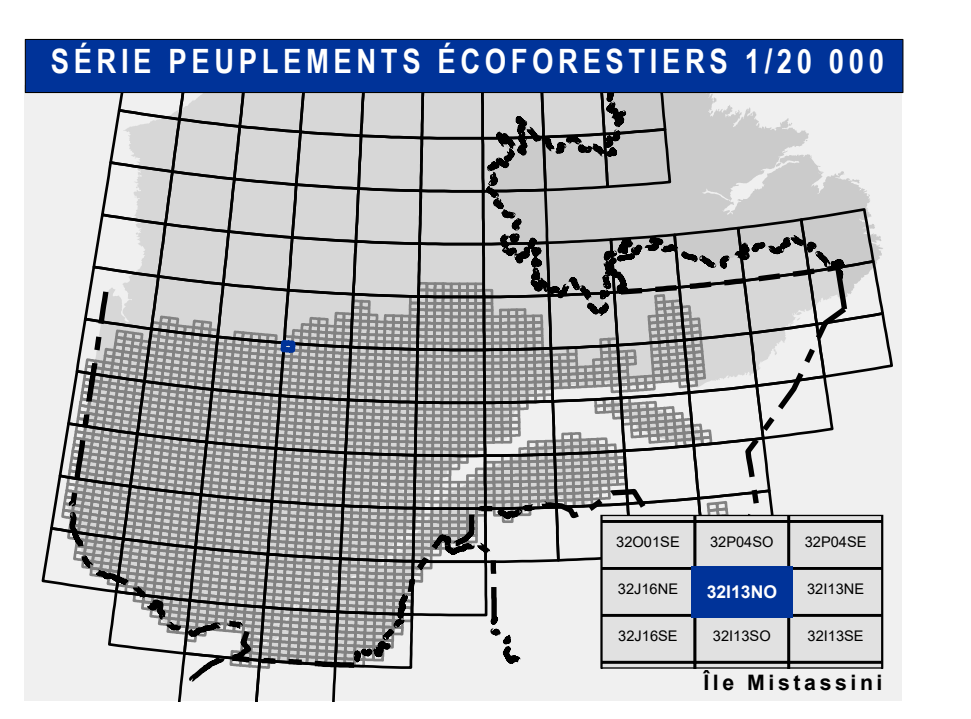 SÉRIE PEUPLEMENTS ÉCOFORESTIERS 1/20 000
32O01SE 32P04SO 32P04SE
32J16NE 32I13NO 32I13NE
32J16SE 32I13SO 32I13SE
Île Mistassini